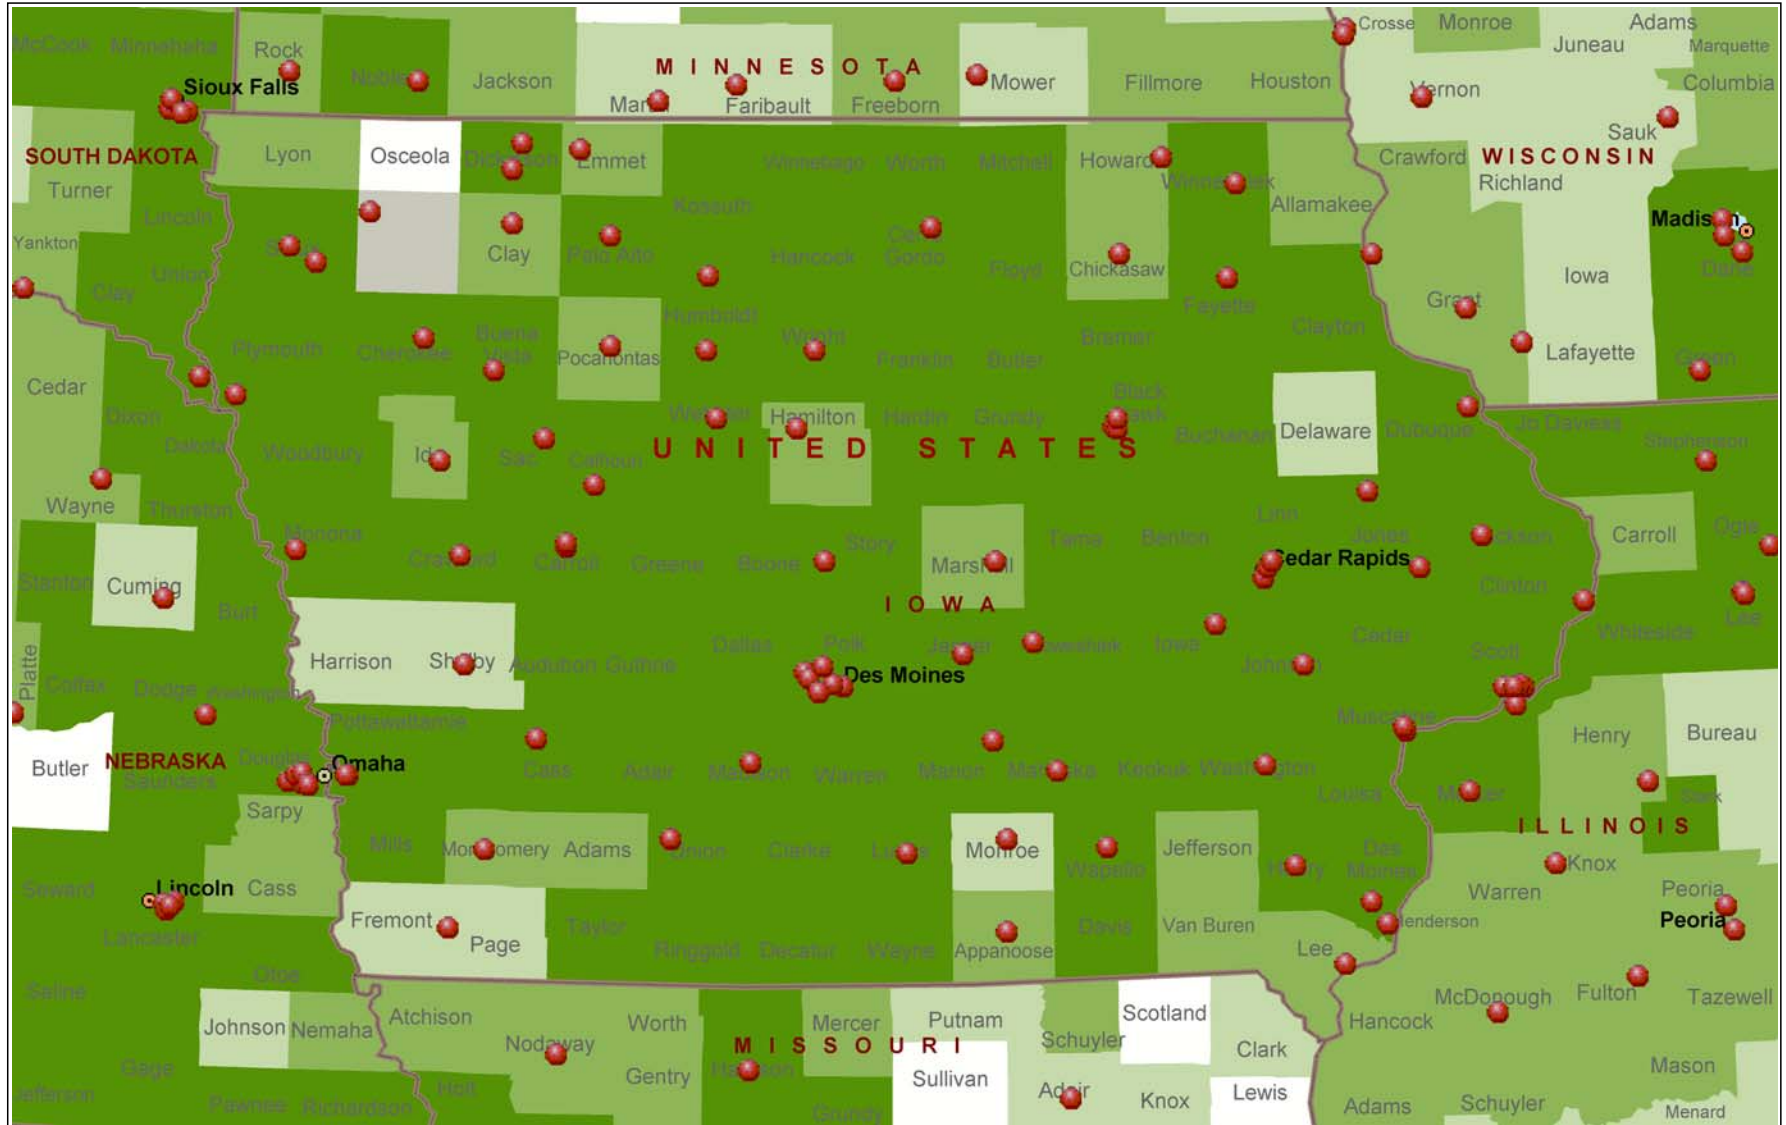 McCook Minnehaha Rock Nobles Jackson Martin Faribault Freeborn Mower Fillmore Houston
MINNESOTA
Crosse Monroe Adams
Juneau Marquette
Vernon Columbia
Sauk
Sioux Falls
SOUTH DAKOTA
Turner
Lincoln
Yankton
Union
Clay
Lyon Osceola Dickinson Emmet Winnebago Worth Mitchell Howard Winneshiek Allamakee
Crawford WISCONSIN
Richland
Madison
Dane
Iowa
Grant
Lafayette
Green
Sioux Clay Palo Alto Kossuth Hancock Cerro
Gordo Floyd Chickasaw
Fayette Clayton
Plymouth Cherokee Buena
Vista Pocahontas Humboldt Wright Franklin Butler Bremer
Cedar
Dixon
Dakota
Wayne Thurston
Woodbury Ida Sac Calhoun Webster Hamilton Hardin Grundy Black
Hawk Buchanan Delaware Dubuque Jo Daviess Stephenson
UNITED STATES
Stanton Cuming
Burt
Monona Crawford Carroll Greene Boone Story Marshall Tama Benton Linn Jones Jackson Carroll Ogle
Cedar Rapids
IOWA
Clinton
Whiteside Lee
Platte
Colfax Dodge Washington
Harrison Shelby Audubon Guthrie Dallas Polk Jasper Poweshiek Iowa Johnson Cedar Scott
Des Moines
Muscatine
Butler NEBRASKA
Saunders Douglas
Omaha
Sarpy
Pottawattamie
Cass Adair Madison Warren Marion Mahaska Keokuk Washington
Louisa Mercer Henry Bureau
Stark
ILLINOIS
Mills Montgomery Adams Union Clarke Lucas Monroe Wapello Jefferson Henry Des
Moines
Seward
Lincoln
Cass
Lancaster
Otoe
Saline
Fremont Page Taylor Ringgold Decatur Wayne Appanoose Davis Van Buren Lee Henderson
Warren Knox Peoria
Peoria
McDonough Fulton Tazewell
Hancock
Johnson Nemaha Atchison
Nodaway Worth
Gentry
Harrison
Mercer
Grundy
Putnam
Sullivan
Schuyler
Adair
Scotland
Knox
Clark
Lewis
MISSOURI
Gage
Jefferson
Pawnee Richardson Holt
Adams Schuyler Mason
Menard